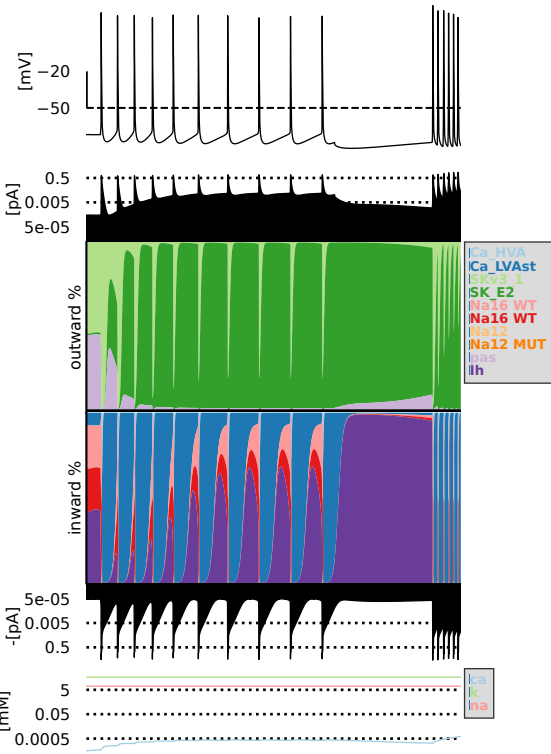 [mV]
−20
−50
[pA]
0.5
0.005
5e-05
outward %
Ca_HVA
Ca_LVAst
SKv3_1
SK_E2
Na16 WT
Na16 WT
Na12
Na12 MUT
pas
Ih
inward %
-[pA]
5e-05
0.005
0.5
[mM]
5
0.05
0.0005
ca
k
na